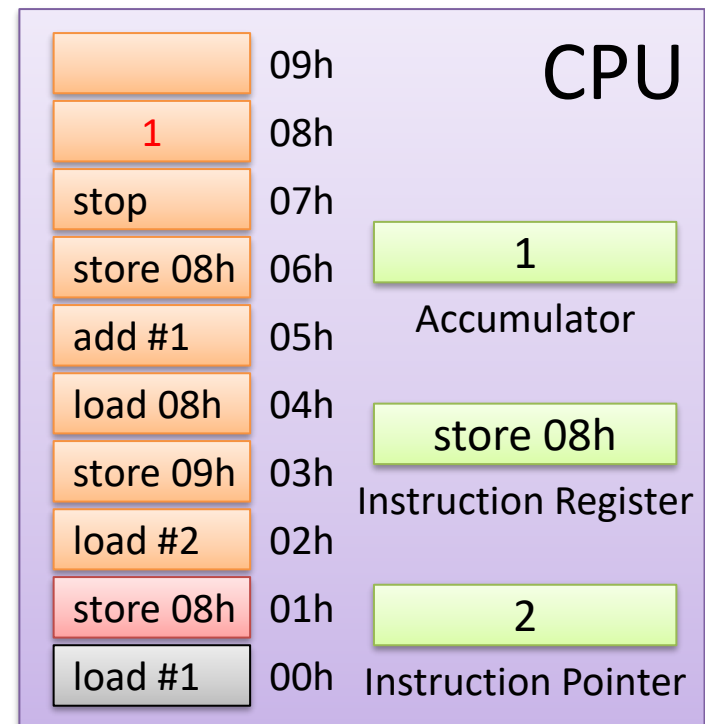 CPU
09h
1 08h
stop 07h
store 08h 06h
add #1 05h
load 08h 04h
store 09h 03h
load #2 02h
store 08h 01h
load #1 00h
1
Accumulator
store 08h
Instruction Register
2
Instruction Pointer